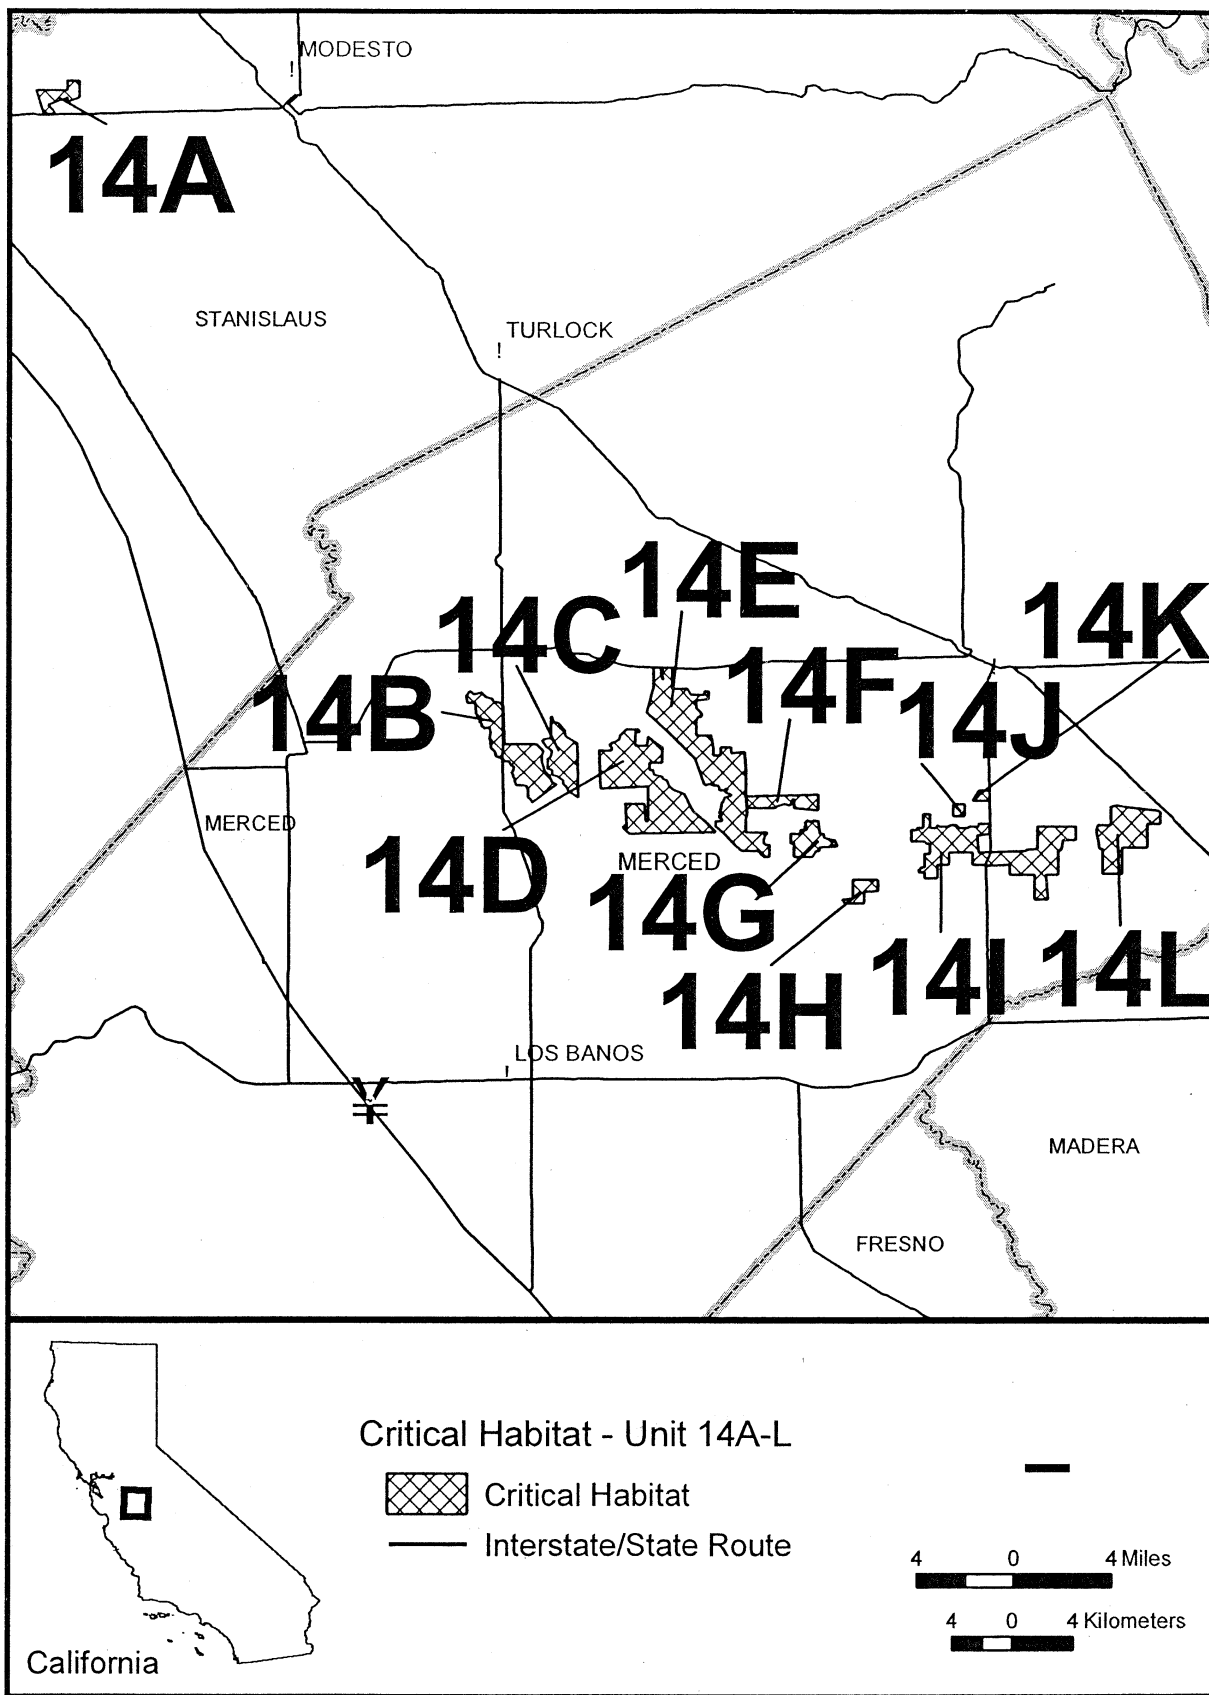 MODESTO
!
14A
STANISLAUS
TURLOCK
!
14E
14C
14K
14F
14B
14J
MERCED
14D
MERCED
14G
14I
14L
14H
LOS BANOS
!
MADERA
FRESNO
Critical Habitat - Unit 14A-L
Critical Habitat
Interstate/State Route
4 0 4 Miles
4 0 4 Kilometers
California